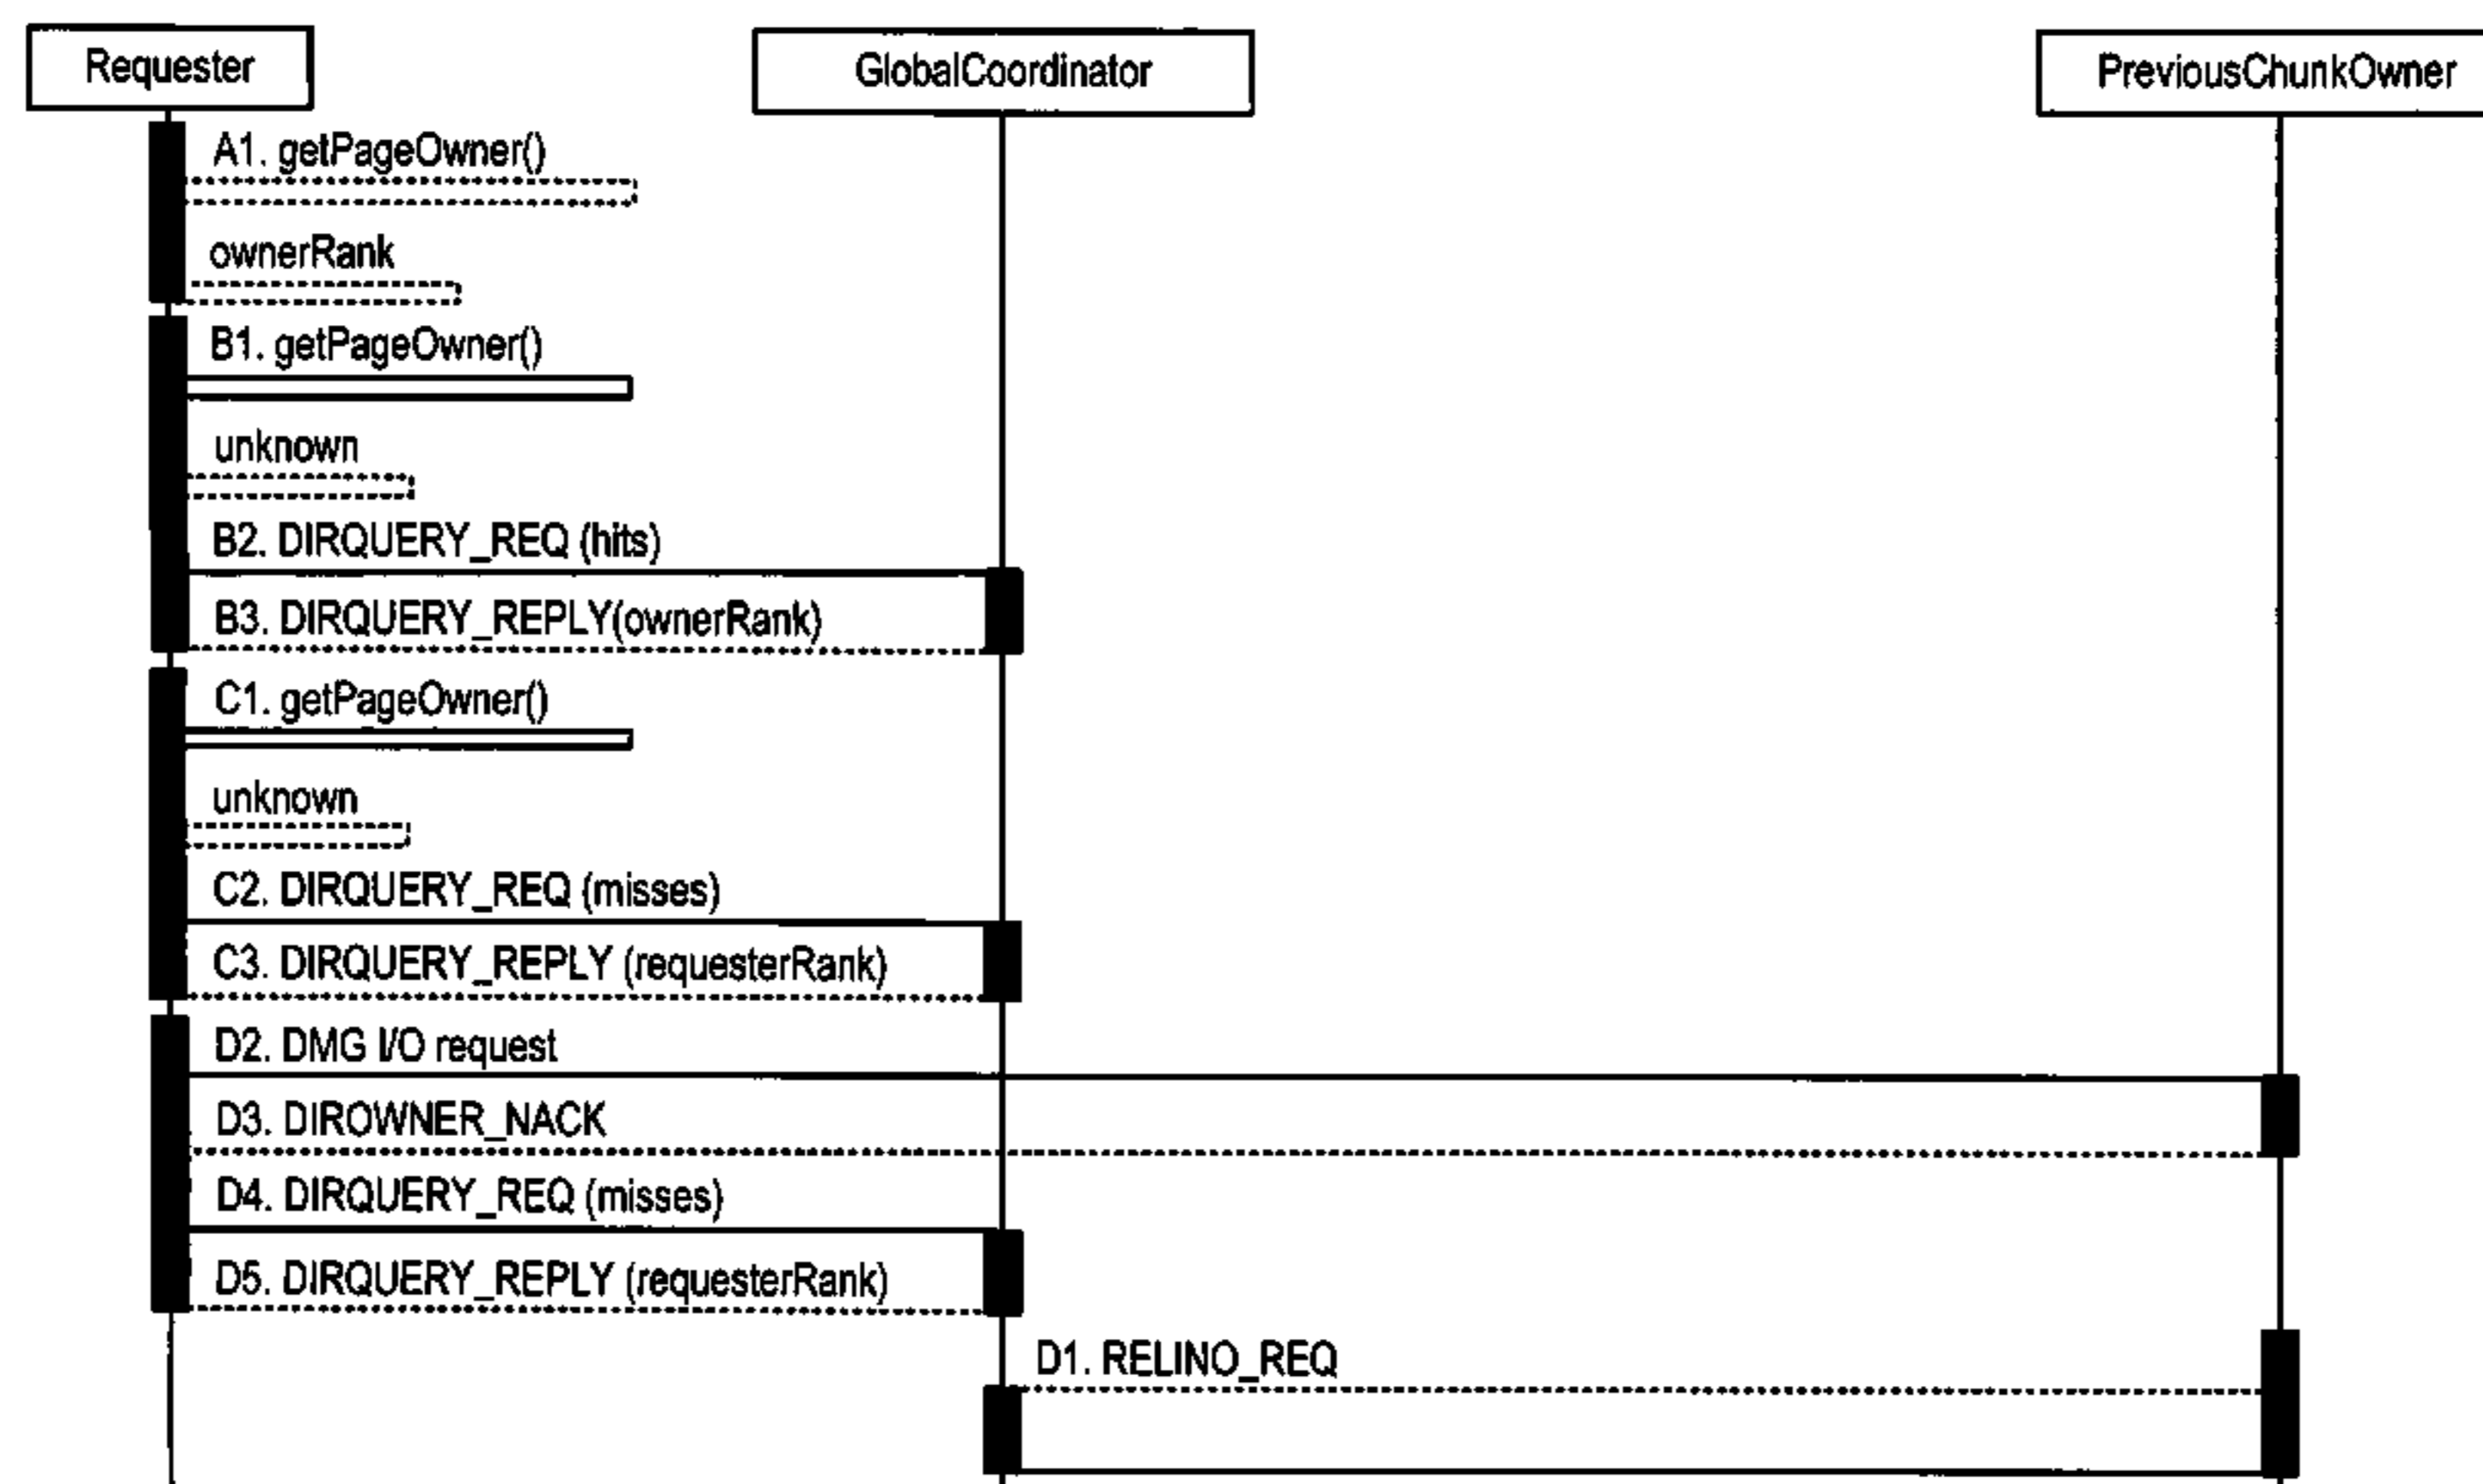 Requester
GlobalCoordinator
PreviousChunkOwner
A1. getPageOwner()
ownerRank
B1. getPageOwner()
unknown
B2. DIRQUERY_REQ (hits)
B3. DIRQUERY_REPLY(ownerRank)
C1. getPageOwner()
unknown
C2. DIRQUERY_REQ (misses)
C3. DIRQUERY_REPLY (requesterRank)
D2. DMG I/O request
D3. DIROWNER_NACK
D4. DIRQUERY_REQ (misses)
D5. DIRQUERY_REPLY (requesterRank)
D1. RELINO_REQ